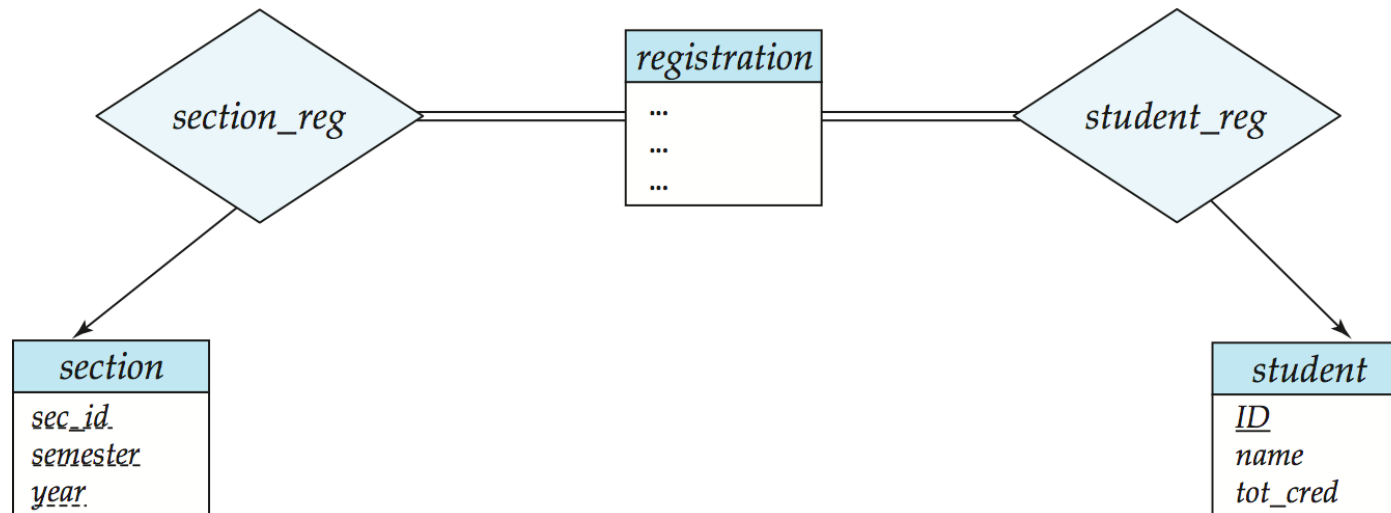 section_reg
registration
...
...
...
student_reg
section
sec_id
semester
year
student
ID
name
tot_cred